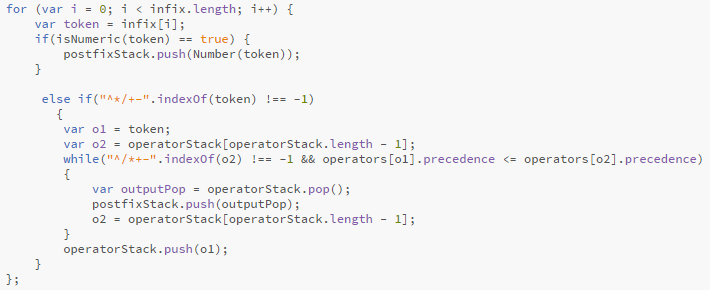 for (var i = 0; i < infix.length; i++) {
    var token = infix[i];
    if(isNumeric(token) == true) {
        postfixStack.push(Number(token));
    }
     else if("^*/+-".indexOf(token) !== -1)
       {
        var o1 = token;
        var o2 = operatorStack[operatorStack.length - 1];
        while("^/*+-".indexOf(o2) !== -1 && operators[o1].precedence <= operators[o2].precedence)
        {
            var outputPop = operatorStack.pop();
            postfixStack.push(outputPop);
            o2 = operatorStack[operatorStack.length - 1];
        }
        operatorStack.push(o1);
    }
};